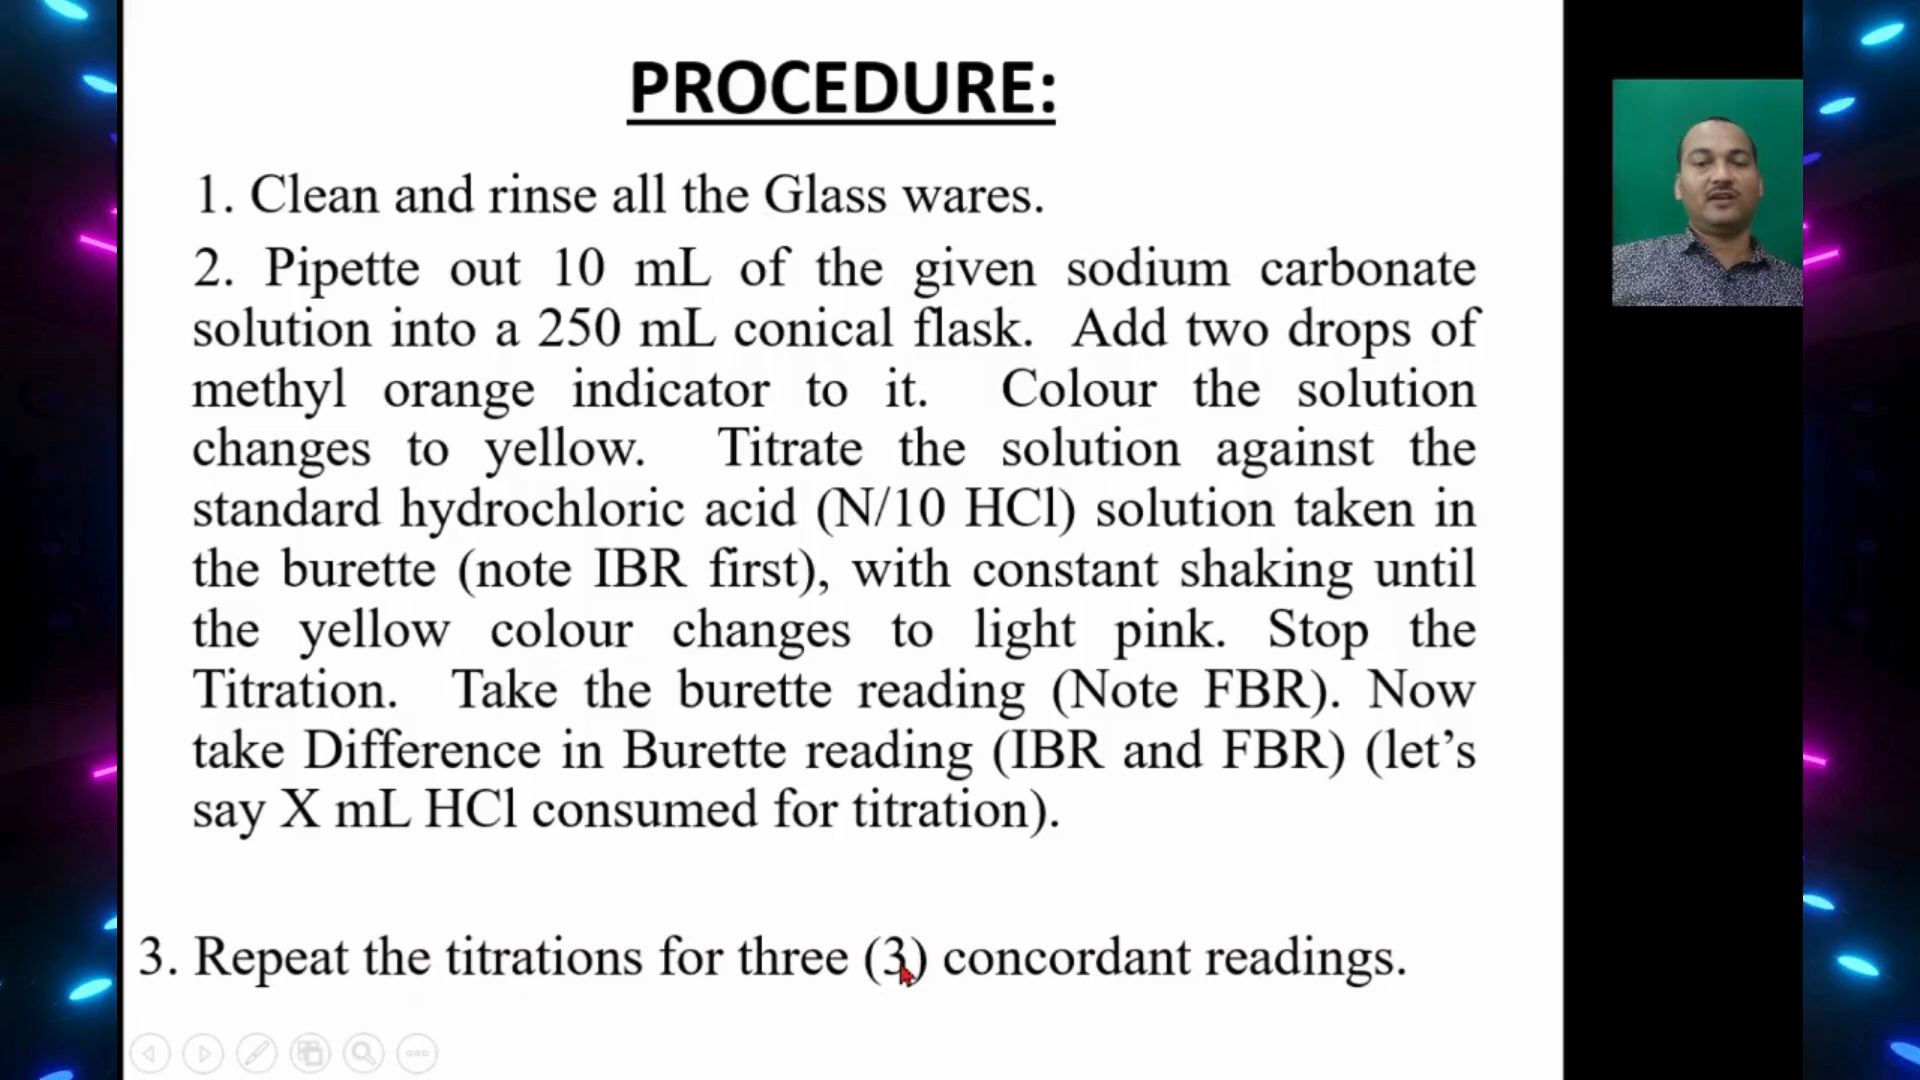 PROCEDURE:
1. Clean and rinse all the Glass wares.
2. Pipette out 10 mL of the given sodium carbonate
solution into a 250 mL conical flask. Add two drops of
methyl orange indicator to it. Colour the solution
changes to yellow. Titrate the solution against the
standard hydrochloric acid (N/10 HCl) solution taken in
the burette (note IBR first), with constant shaking until
the yellow colour changes to light pink. Stop the
Titration. Take the burette reading (Note FBR). Now
take Difference in Burette reading (IBR and FBR) (let’s
say X mL HCl consumed for titration).
3. Repeat the titrations for three (3) concordant readings.